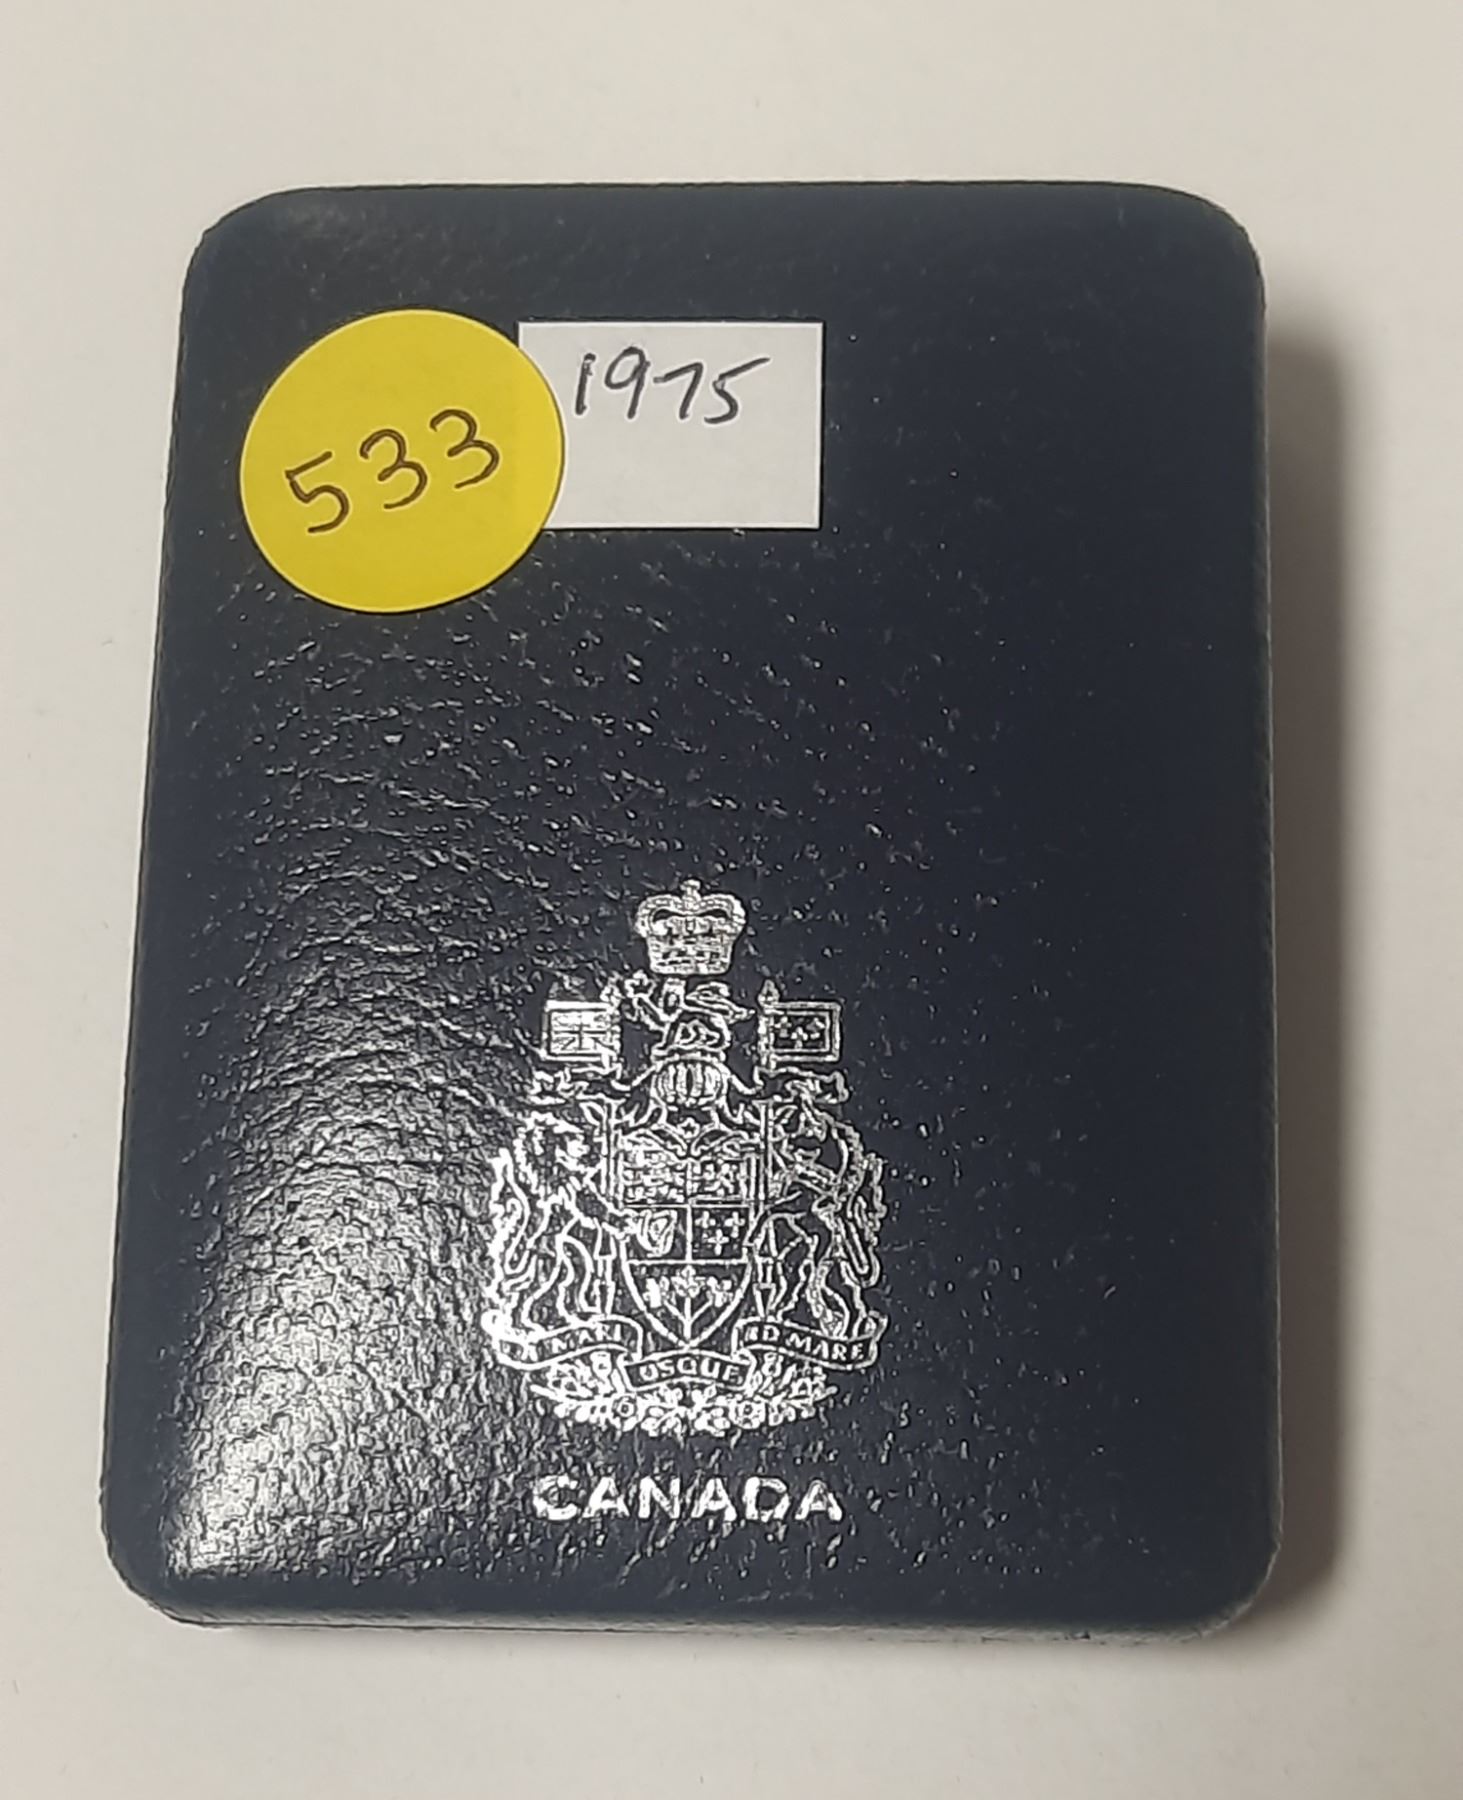 533
1975
A MARI
USQUE
AD MARE
CANADA